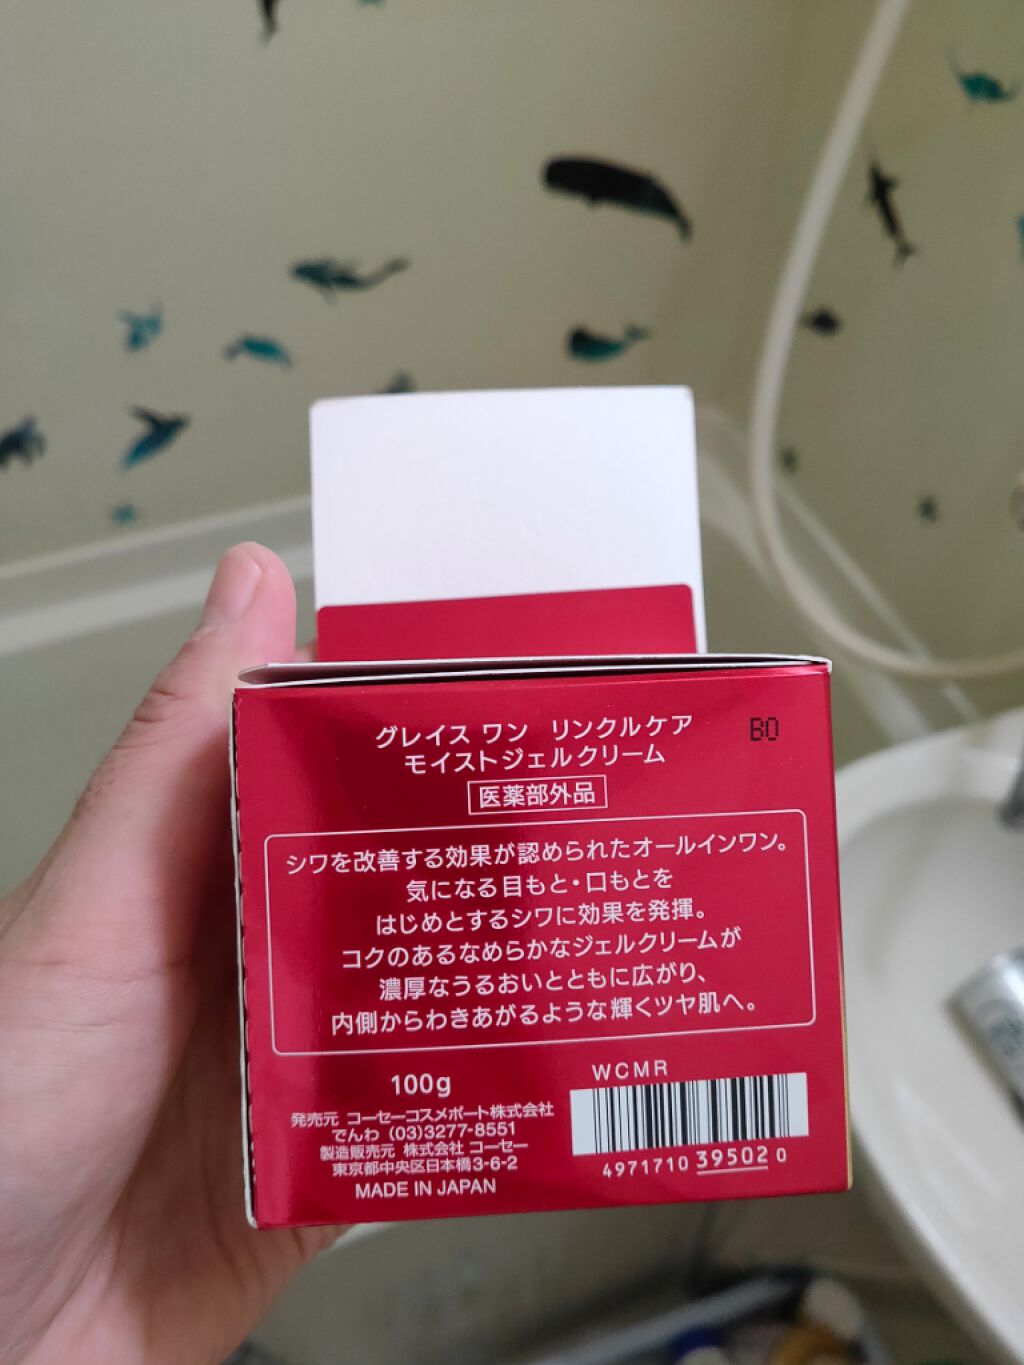 グレイス ワン リンクルケア
モイストジェルクリーム
B0
医薬部外品
シワを改善する効果が認められたオールインワン。
気になる目もと・口もとを
はじめとするシワに効果を発揮。
コクのあるなめらかなジェルクリームが
濃厚なうるおいとともに広がり、
内側からわきあがるような輝くツヤ肌へ。
100g
発売元 コーセーコスメポート株式会社
でんわ (03)3277-8551
製造販売元 株式会社 コーセー
東京都中央区日本橋3-6-2
MADE IN JAPAN
WCMR
4971710 39502 0